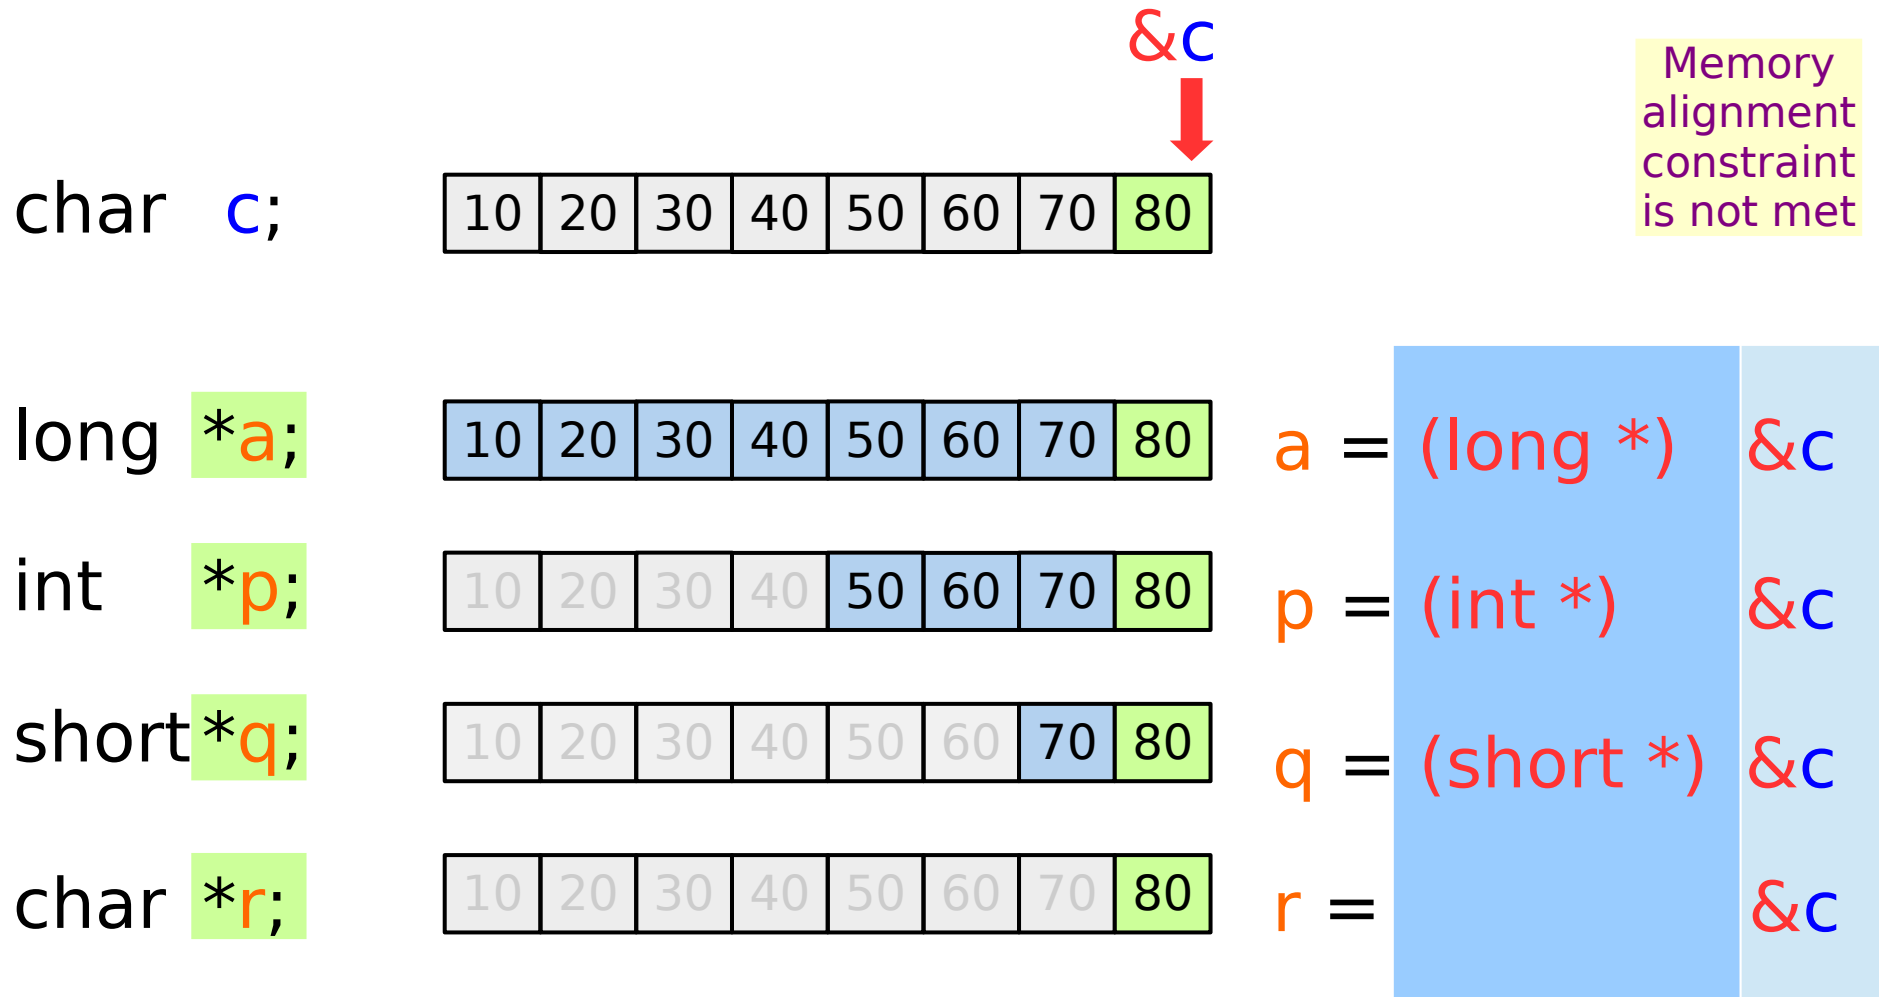 &c
Memory
alignment
constraint
is not met
char c; 10 20 30 40 50 60 70 80
long *a; 10 20 30 40 50 60 70 80 a = (long *) &c
int *p; 10 20 30 40 50 60 70 80 p = (int *) &c
short *q; 10 20 30 40 50 60 70 80 q = (short *) &c
char *r; 10 20 30 40 50 60 70 80 r = &c